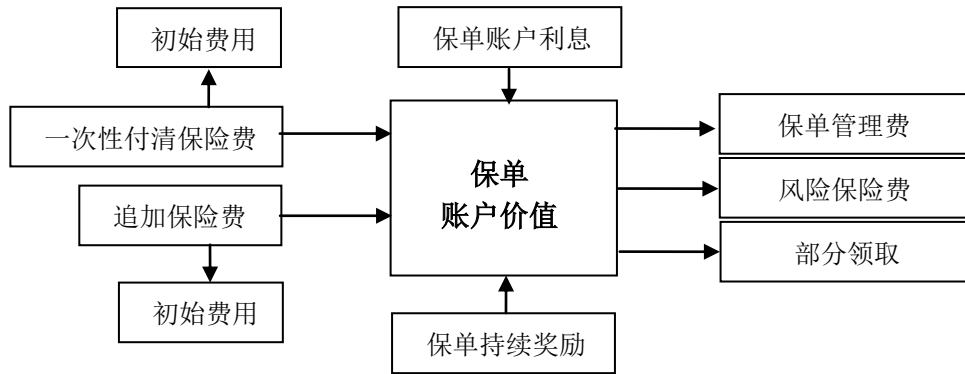 初始费用
保单账户利息
一次性付清保险费
保单
账户价值
保单管理费
风险保险费
追加保险费
部分领取
初始费用
保单持续奖励